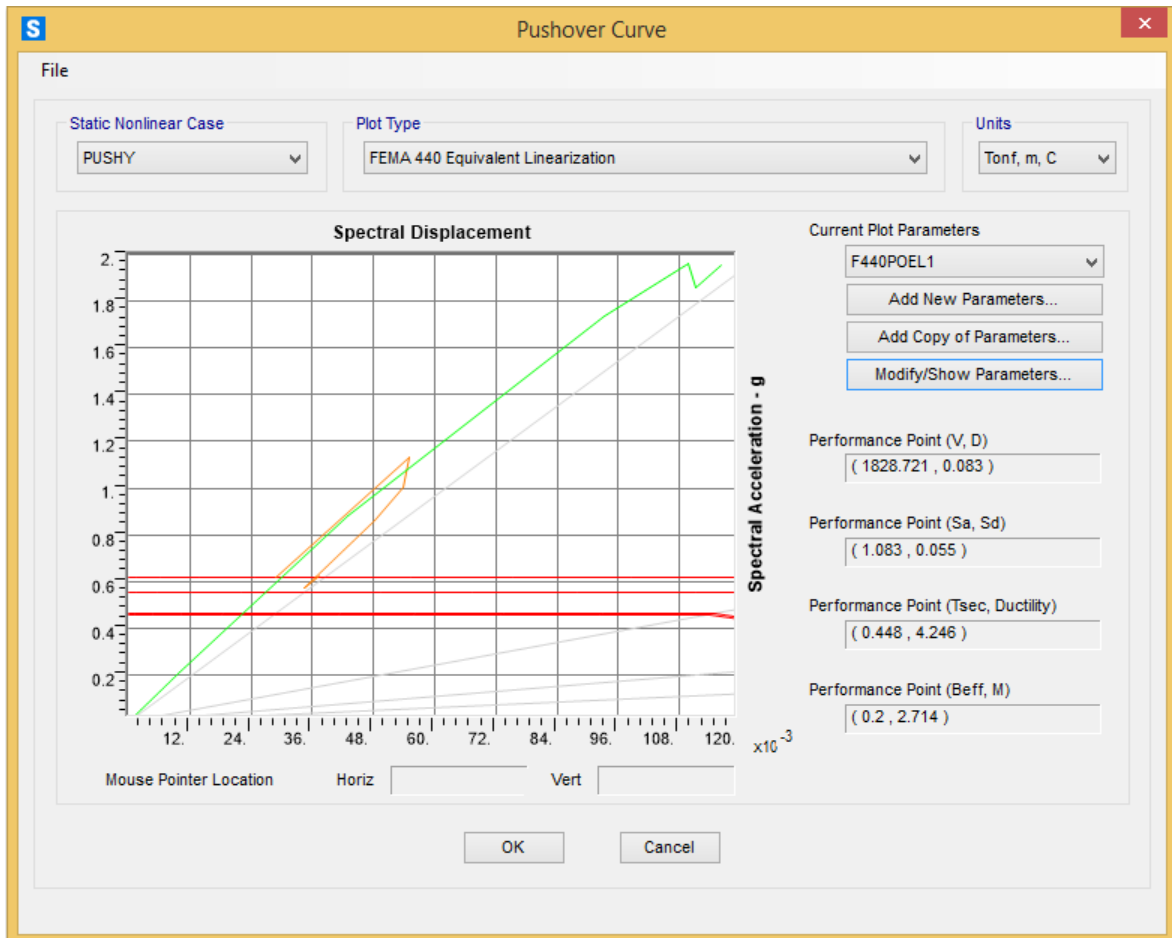 S
Pushover Curve
×
File
Static Nonlinear Case
PUSHY
Plot Type
FEMA 440 Equivalent Linearization
Units
Tonf, m, C
Spectral Displacement
2.
1.8
1.6
1.4
1.2
1.
0.8
0.6
0.4
0.2
12. 24. 36. 48. 60. 72. 84. 96. 108. 120.
x10 -3
Spectral Acceleration - g
Mouse Pointer Location Horiz Vert
Current Plot Parameters
F440POEL1
Add New Parameters...
Add Copy of Parameters...
Modify/Show Parameters...
Performance Point (V, D)
( 1828.721 , 0.083 )
Performance Point (Sa, Sd)
( 1.083 , 0.055 )
Performance Point (Tsec, Ductility)
( 0.448 , 4.246 )
Performance Point (Beff, M)
( 0.2 , 2.714 )
OK
Cancel